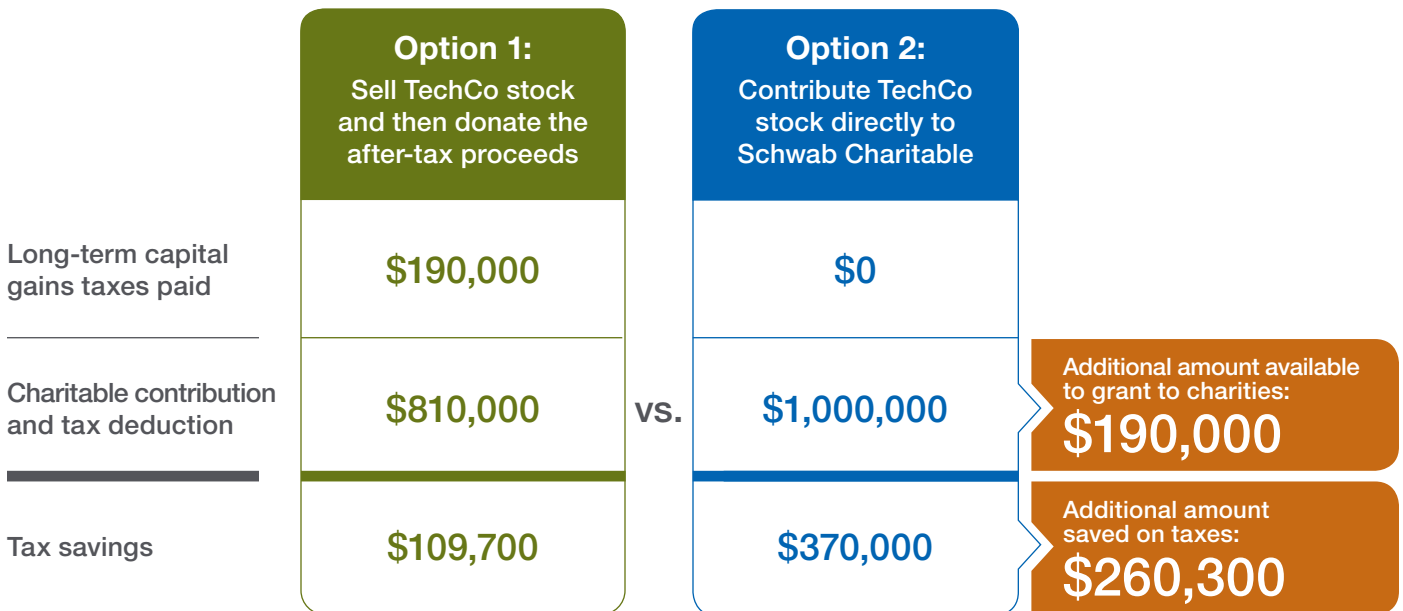 Option 1:
Sell TechCo stock
and then donate the
after-tax proceeds
Option 2:
Contribute TechCo
stock directly to
Schwab Charitable
Long-term capital
gains taxes paid
$190,000
$0
Charitable contribution
and tax deduction
$810,000
vs.
$1,000,000
Additional amount available
to grant to charities:
$190,000
Tax savings
$109,700
$370,000
Additional amount
saved on taxes:
$260,300